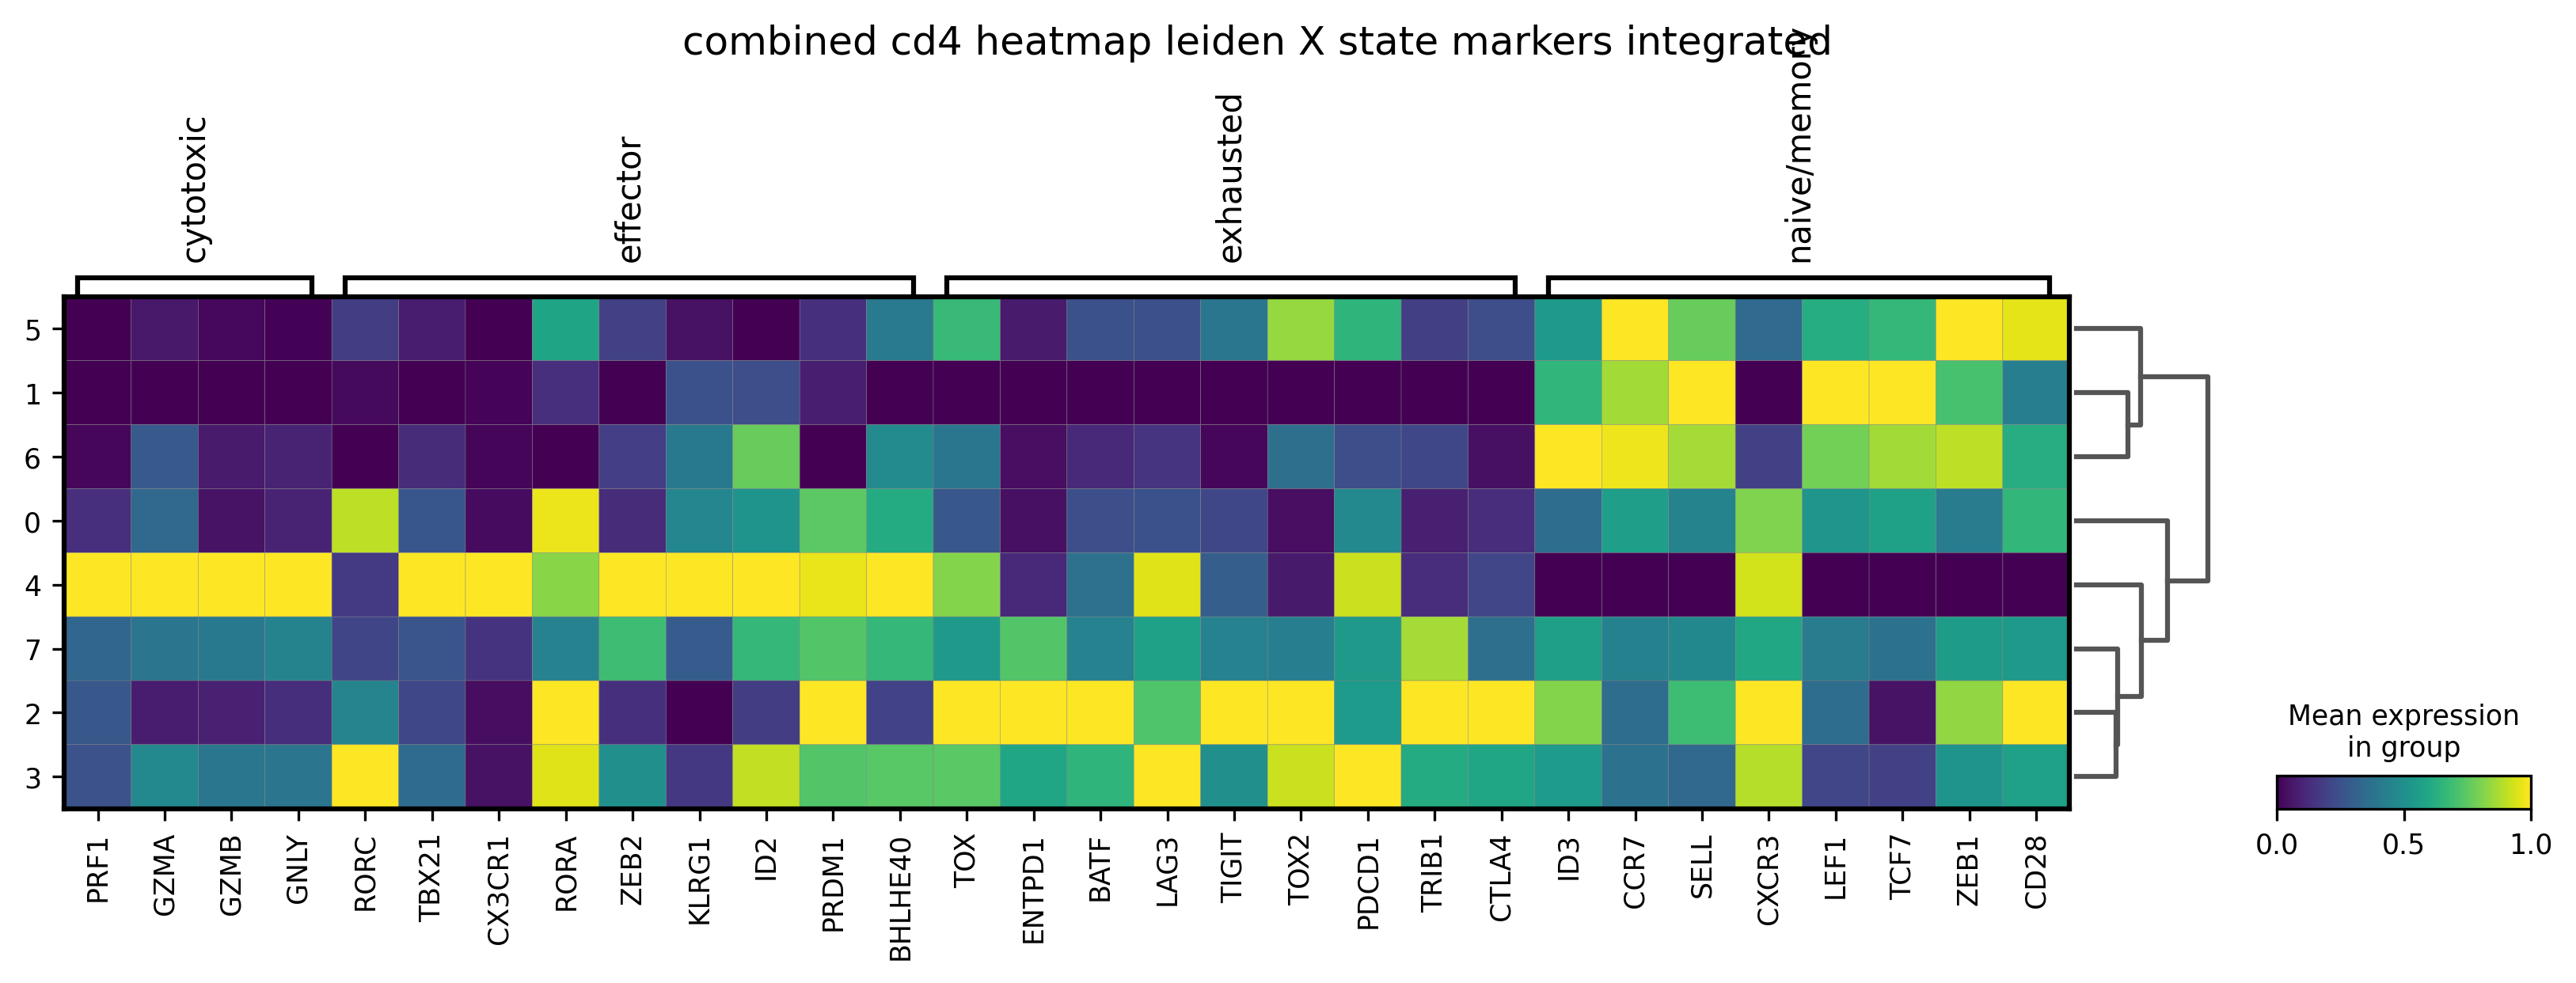 combined cd4 heatmap leiden X state markers integrated
cytotoxic
effector
exhausted
naive/memory
5
1
6
0
4
7
2
3
PRF1
GZMA
GZMB
GNLY
RORC
TBX21
CX3CR1
RORA
ZEB2
KLRG1
ID2
PRDM1
BHLHE40
TOX
ENTPD1
BATF
LAG3
TIGIT
TOX2
PDCD1
TRIB1
CTLA4
ID3
CCR7
SELL
CXCR3
LEF1
TCF7
ZEB1
CD28
Mean expression
in group
0.0 0.5 1.0